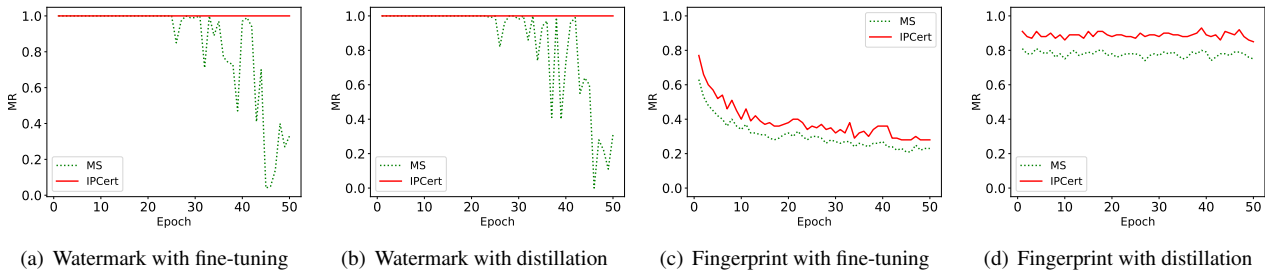 1.0
0.8
0.6
0.4
0.2
0.0
MR
0
10
20
30
40
50
Epoch
MS
IPCert
(a) Watermark with fine-tuning
1.0
0.8
0.6
0.4
0.2
0.0
MR
0
10
20
30
40
50
Epoch
MS
IPCert
(b) Watermark with distillation
1.0
0.8
0.6
0.4
0.2
0.0
MR
0
10
20
30
40
50
Epoch
MS
IPCert
(c) Fingerprint with fine-tuning
1.0
0.8
0.6
0.4
0.2
0.0
MR
0
10
20
30
40
50
Epoch
MS
IPCert
(d) Fingerprint with distillation